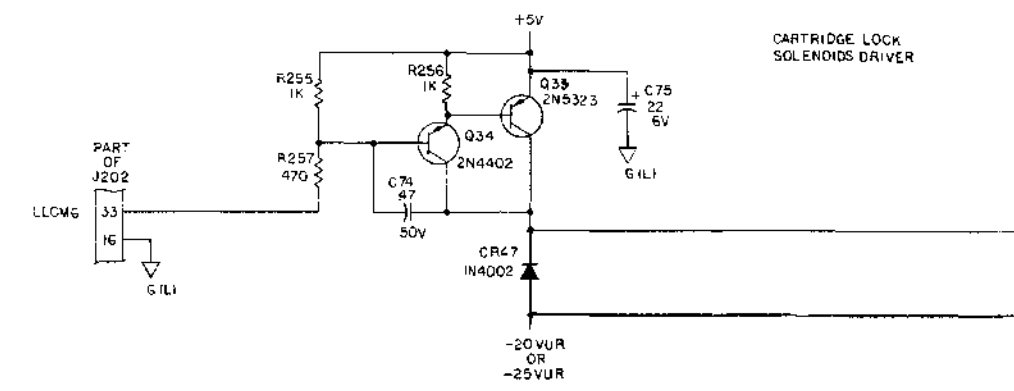 +5V
CARTRIDGE LOCK
SOLENOIDS DRIVER
R255
1K
R256
1K
Q33
2N5323
+
C75
22
6V
G(L)
Q34
2N4402
PART
OF
J202
R257
470
C74
.47
50V
LLCMG
33
16
G(L)
CR47
1N4002
-20VUR
OR
-25VUR